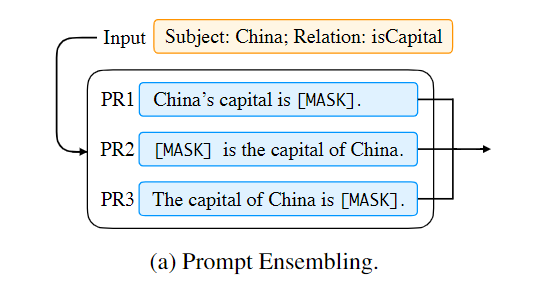 Input Subject: China; Relation: isCapital
PR1 China's capital is [MASK].
PR2 [MASK] is the capital of China.
PR3 The capital of China is [MASK].
(a) Prompt Ensembling.